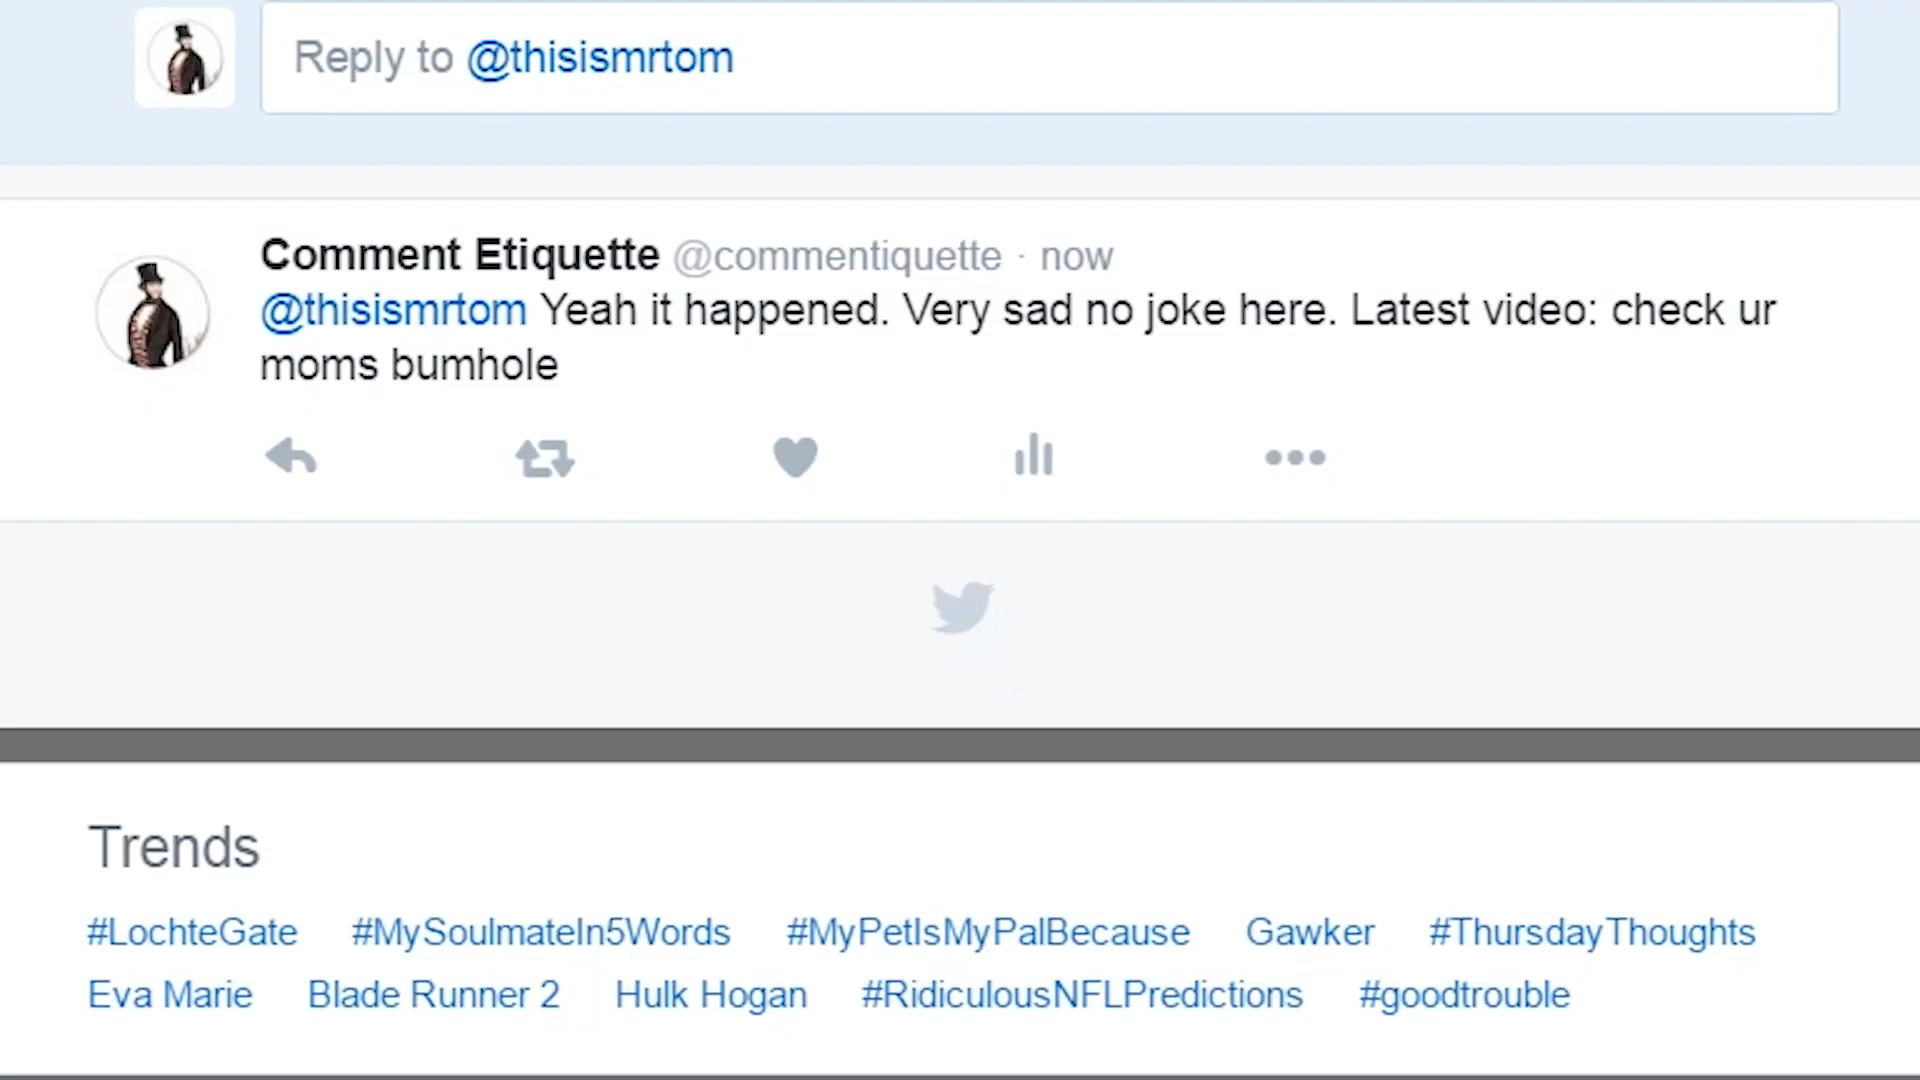 Reply to @thisismrtom
Comment Etiquette @commentiquette · now
@thisismrtom Yeah it happened. Very sad no joke here. Latest video: check ur
moms bumhole
Trends
#LochteGate #MySoulmateIn5Words #MyPetIsMyPalBecause Gawker #ThursdayThoughts
Eva Marie Blade Runner 2 Hulk Hogan #RidiculousNFLPredictions #goodtrouble